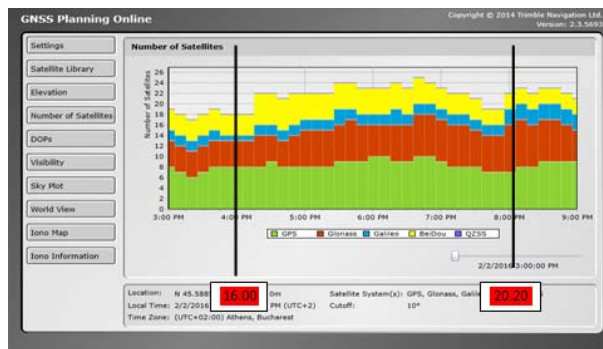 GNSS Planning Online
Copyright © 2014 Trimble Navigation Ltd.
Version: 2.3.5693
Settings
Satellite Library
Elevation
Number of Satellites
DOPs
Visibility
Sky Plot
World View
Iono Map
Iono Information
Number of Satellites
Number of Satellites
26
24
22
20
18
16
14
12
10
8
6
4
2
0
3:00 PM 4:00 PM 5:00 PM 6:00 PM 7:00 PM 8:00 PM 9:00 PM
GPS Glonass Galileo BeiDou QZSS
2/2/2016 3:00:00 PM
Location: N 45.588 0m Satellite System(s): GPS, Glonass,
16.00 20.20
Local Time: 2/2/2016 PM (UTC+2) Cutoff: 10°
Time Zone: (UTC+02:00) Athens, Bucharest